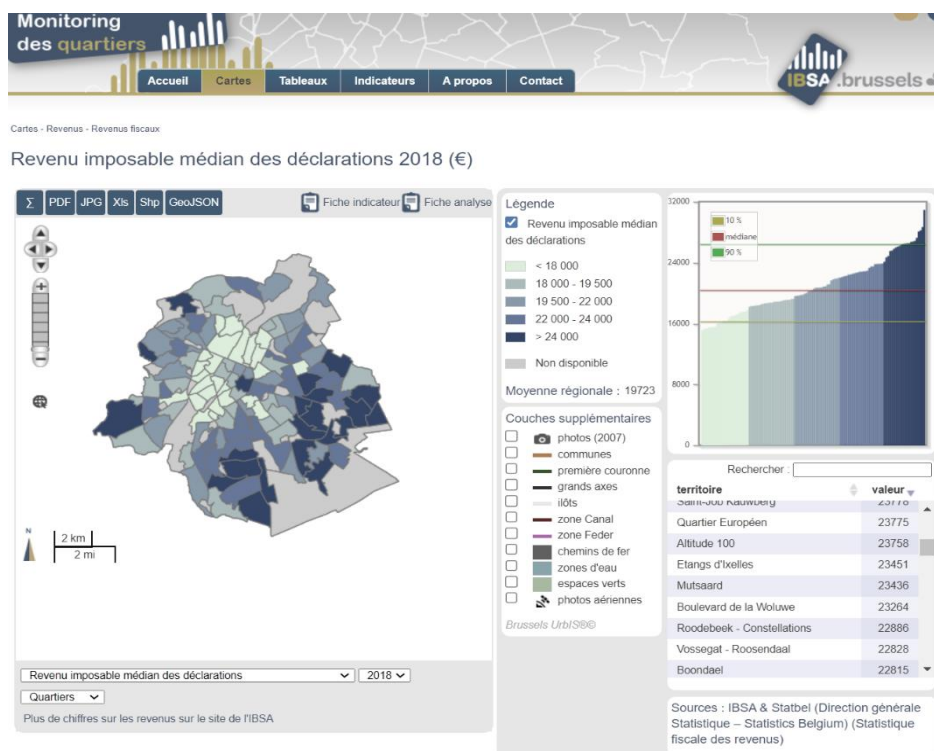 Monitoring
des quartiers
Accueil Cartes Tableaux Indicateurs A propos Contact
IBSA .brussels
Cartes - Revenus - Revenus fiscaux
Revenu imposable médian des déclarations 2018 (€)
Σ PDF JPG Xls Shp GeoJSON Fiche indicateur Fiche analyse
N
2 km
2 mi
Revenu imposable médian des déclarations 2018
Quartiers
Plus de chiffres sur les revenus sur le site de l'IBSA
Légende
Revenu imposable médian
des déclarations
< 18 000
18 000 - 19 500
19 500 - 22 000
22 000 - 24 000
> 24 000
Non disponible
Moyenne régionale : 19723
Couches supplémentaires
photos (2007)
communes
première couronne
grands axes
ilôts
zone Canal
zone Feder
chemins de fer
zones d'eau
espaces verts
photos aériennes
Brussels UrbIS®©
32000
24000
16000
8000
0
10 %
médiane
90 %
Rechercher :
territoire valeur
Saint-Job Kauwberg 23778
Quartier Européen 23775
Altitude 100 23758
Etangs d'Ixelles 23451
Mutsaard 23436
Boulevard de la Woluwe 23264
Roodebeek - Constellations 22886
Vossegat - Roosendaal 22828
Boondael 22815
Sources : IBSA & Statbel (Direction générale
Statistique – Statistics Belgium) (Statistique
fiscale des revenus)